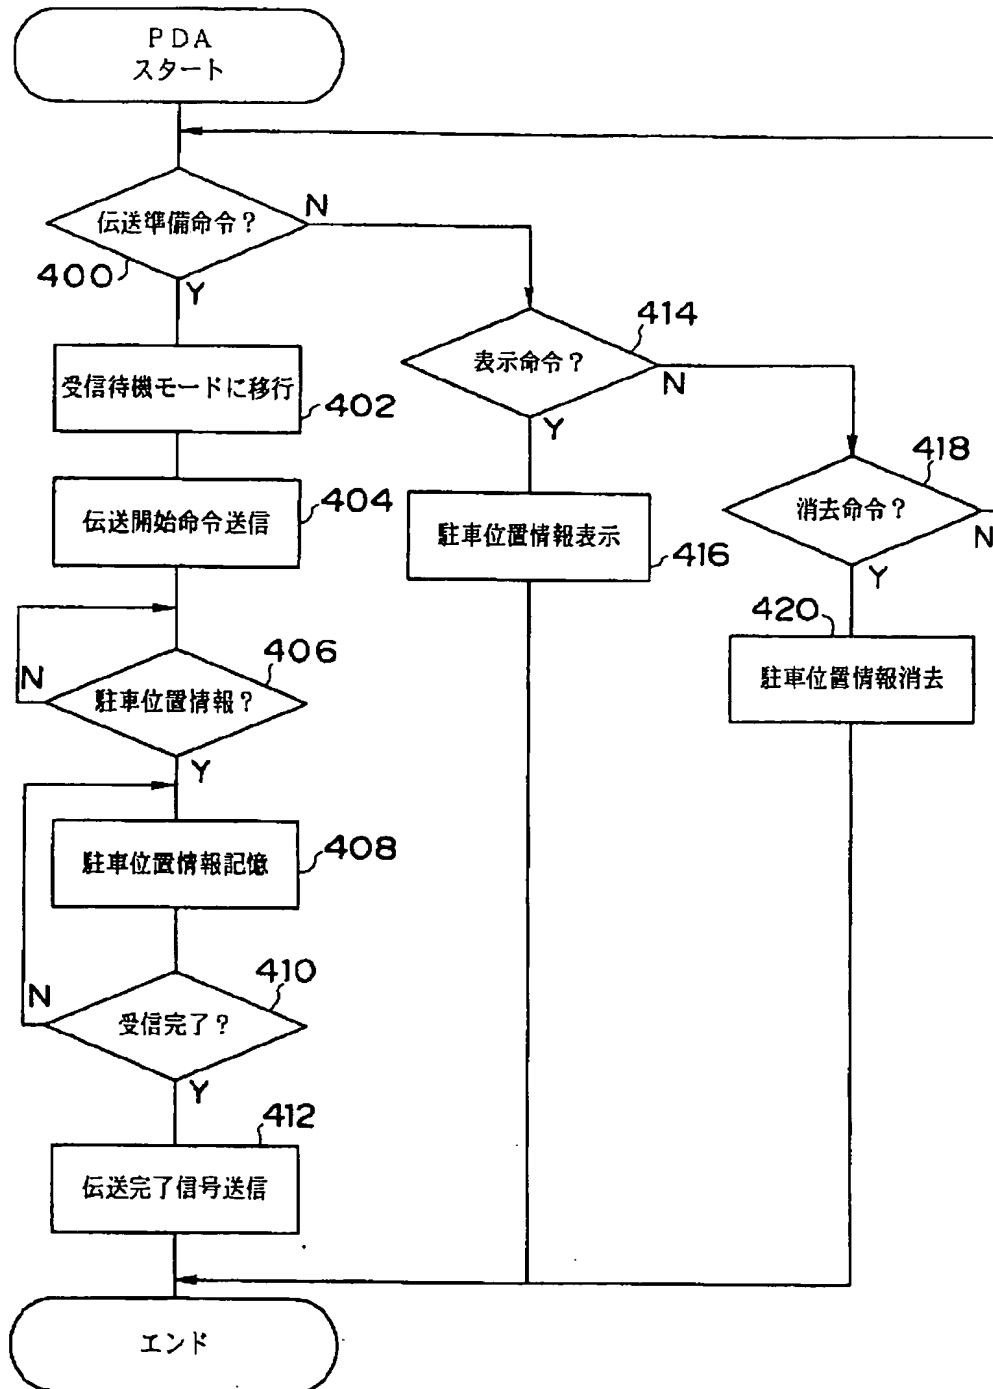 PDA
スタート
伝送準備命令?
N
400
Y
受信待機モードに移行
402
伝送開始命令送信
404
駐車位置情報?
406
N
Y
駐車位置情報記憶
408
受信完了?
410
N
Y
伝送完了信号送信
412
エンド
表示命令?
414
N
Y
駐車位置情報表示
416
消去命令?
418
N
Y
駐車位置情報消去
420